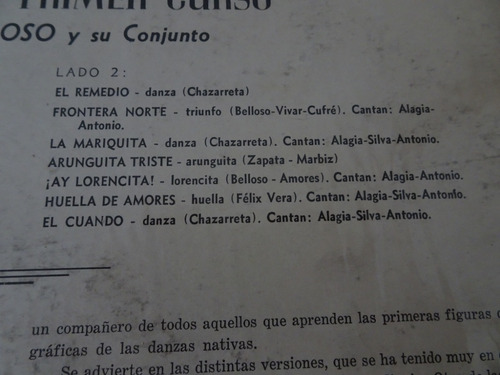 PRIMER curso
OSO y su Conjunto
LADO 2:
EL REMEDIO - danza (Chazarreta)
FRONTERA NORTE - triunfo (Belloso-Vivar-Cufré). Cantan: Alagia-
Antonio.
LA MARIQUITA - danza (Chazarreta). Cantan: Alagia-Silva-Antonio.
ARUNGUITA TRISTE - arunguita (Zapata - Marbiz)
¡AY LORENCITA! - lorencita (Belloso - Amores). Cantan: Alagia-Antonio.
HUELLA DE AMORES - huella (Félix Vera). Cantan: Alagia-Silva-Antonio.
EL CUANDO - danza (Chazarreta). Cantan: Alagia-Silva-Antonio.
un compañero de todos aquellos que aprenden las primeras figuras
gráficas de las danzas nativas.
Se advierte en las distintas versiones, que se ha tenido muy en